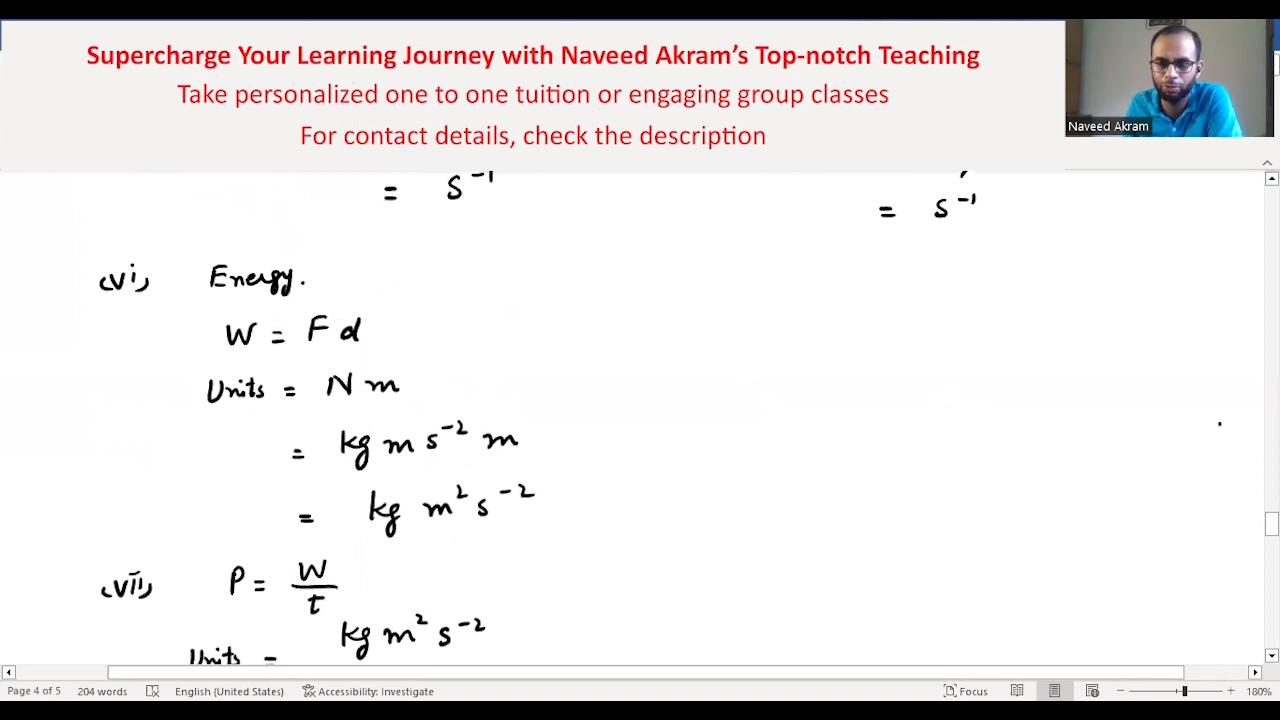 Supercharge Your Learning Journey with Naveed Akram’s Top-notch Teaching
Take personalized one to one tuition or engaging group classes
For contact details, check the description
Naveed Akram
= s⁻¹
= s⁻¹
(vi) Energy.
W = F d
Units = N m
= kg m s⁻² m
= kg m² s⁻²
(vii) P = W/t
Units = kg m² s⁻²
Page 4 of 5 204 words English (United States) Accessibility: Investigate Focus 180%